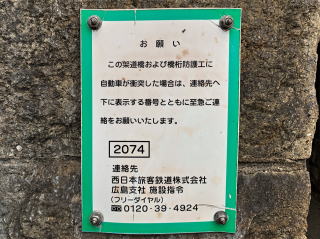 お願い
この架道橋および橋桁防護工に
自動車が衝突した場合は、連絡先へ
下に表示する番号とともに至急ご連
絡をお願いいたします。
2074
連絡先
西日本旅客鉄道株式会社
広島支社 施設指令
(フリーダイヤル)
0120-39-4924